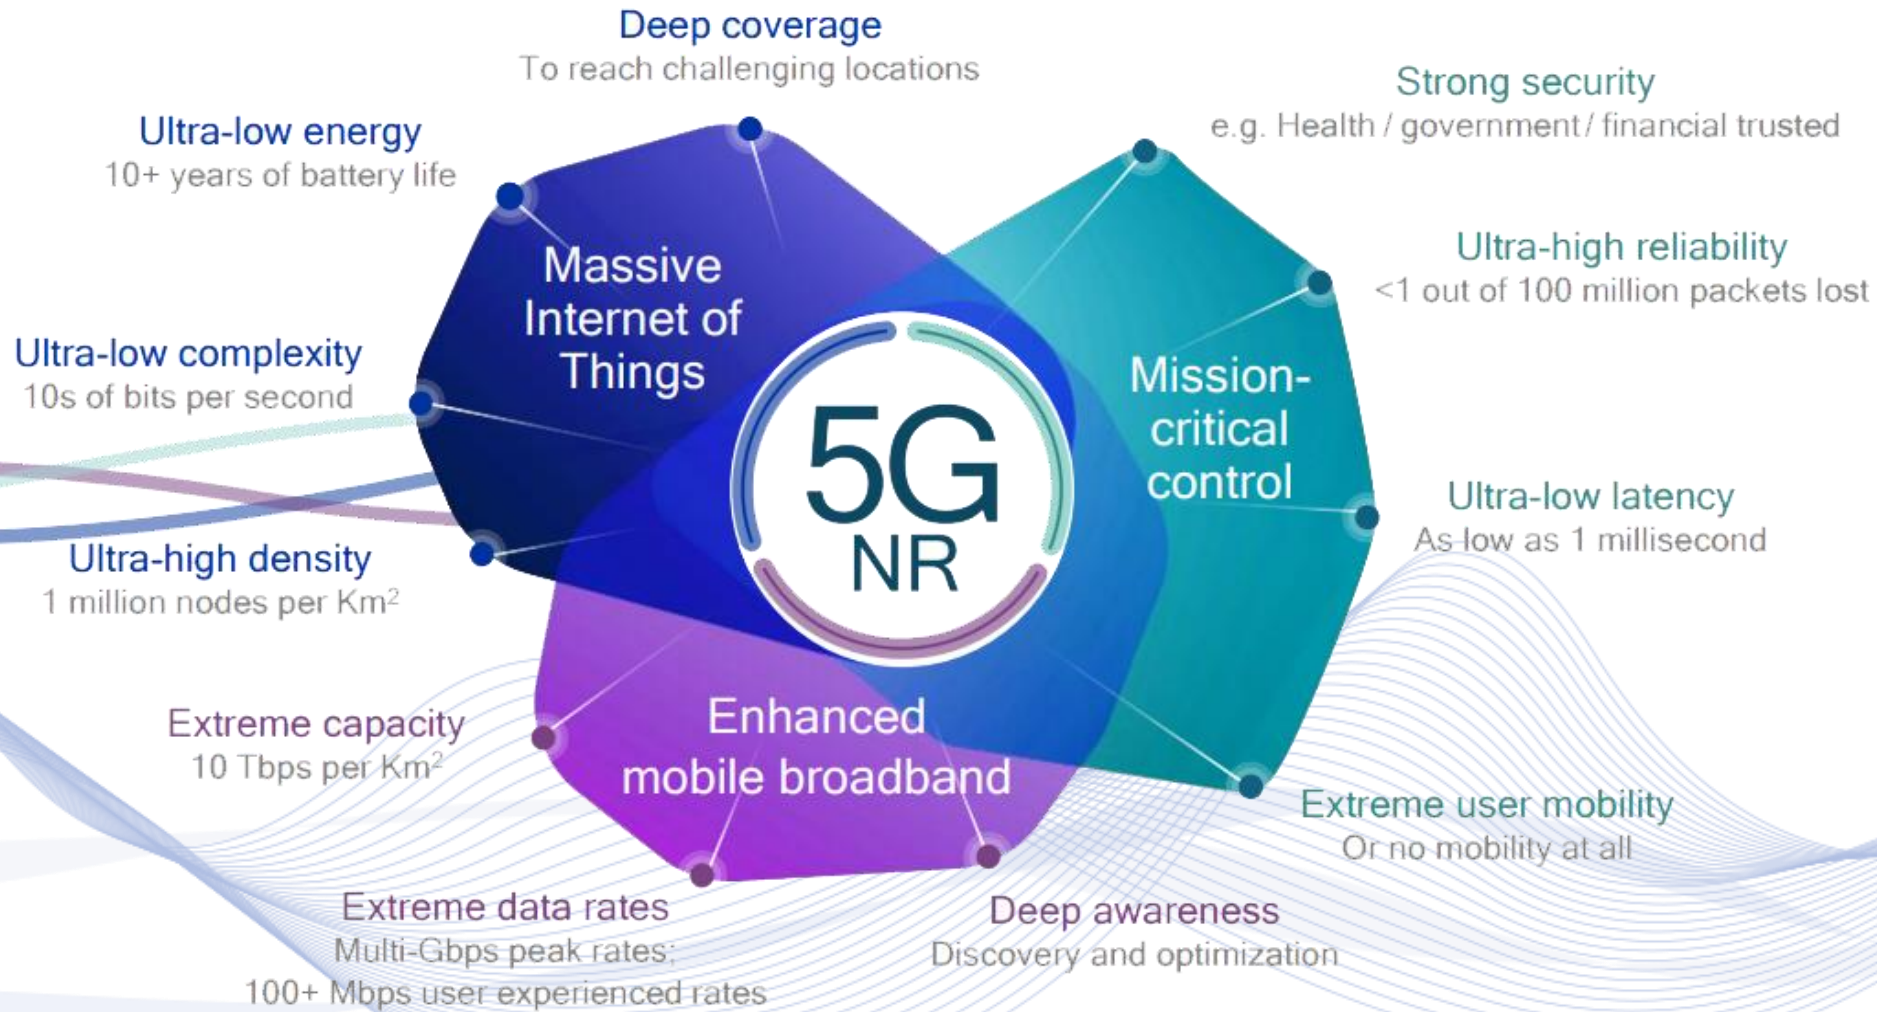 Deep coverage
To reach challenging locations
Strong security
e.g. Health / government / financial trusted
Ultra-low energy
10+ years of battery life
Ultra-high reliability
<1 out of 100 million packets lost
Massive
Internet of
Things
Ultra-low complexity
10s of bits per second
Mission-
critical
control
5G
NR
Ultra-low latency
As low as 1 millisecond
Ultra-high density
1 million nodes per Km²
Extreme capacity
10 Tbps per Km²
Enhanced
mobile broadband
Extreme user mobility
Or no mobility at all
Extreme data rates
Multi-Gbps peak rates;
100+ Mbps user experienced rates
Deep awareness
Discovery and optimization